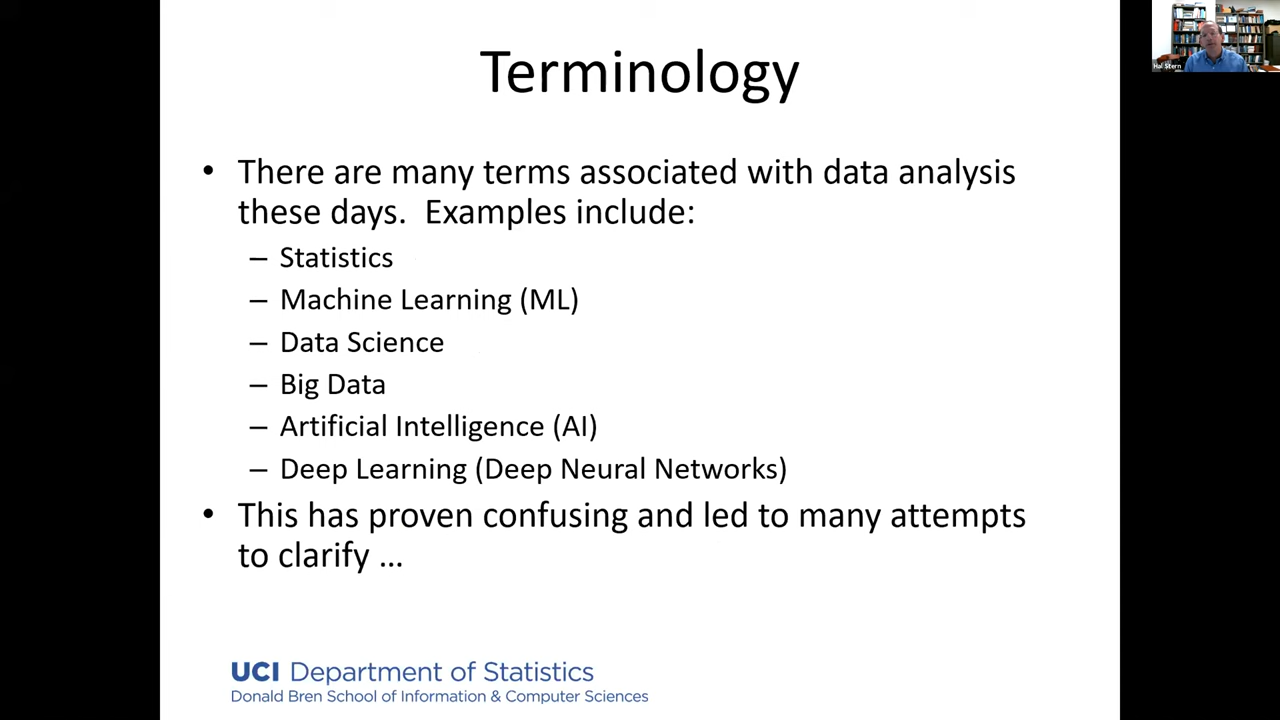 Terminology
Hal Stern
• There are many terms associated with data analysis
these days. Examples include:
– Statistics
– Machine Learning (ML)
– Data Science
– Big Data
– Artificial Intelligence (AI)
– Deep Learning (Deep Neural Networks)
• This has proven confusing and led to many attempts
to clarify …
UCI Department of Statistics
Donald Bren School of Information & Computer Sciences